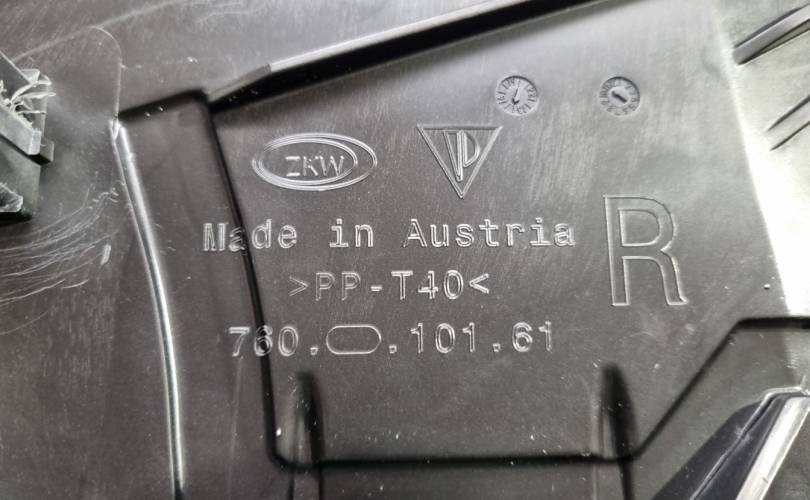 ZKW
Made in Austria
R
>PP-T40<
760. .101.61